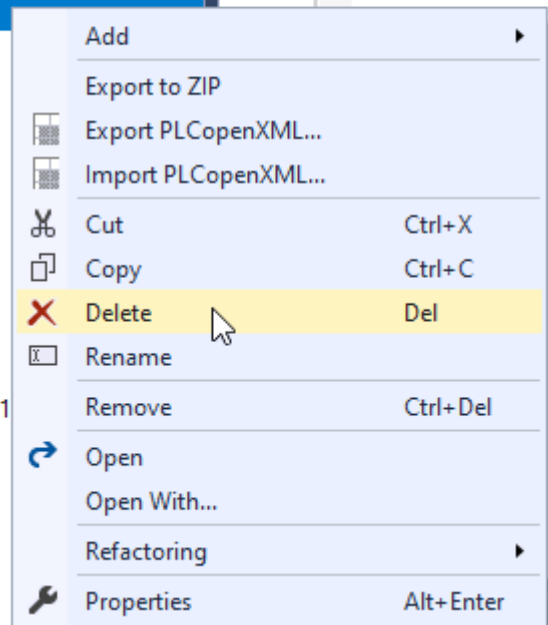 Add
Export to ZIP
Export PLCopenXML...
Import PLCopenXML...
Cut Ctrl+X
Copy Ctrl+C
Delete Del
Rename
1
Remove Ctrl+Del
Open
Open With...
Refactoring
Properties Alt+Enter